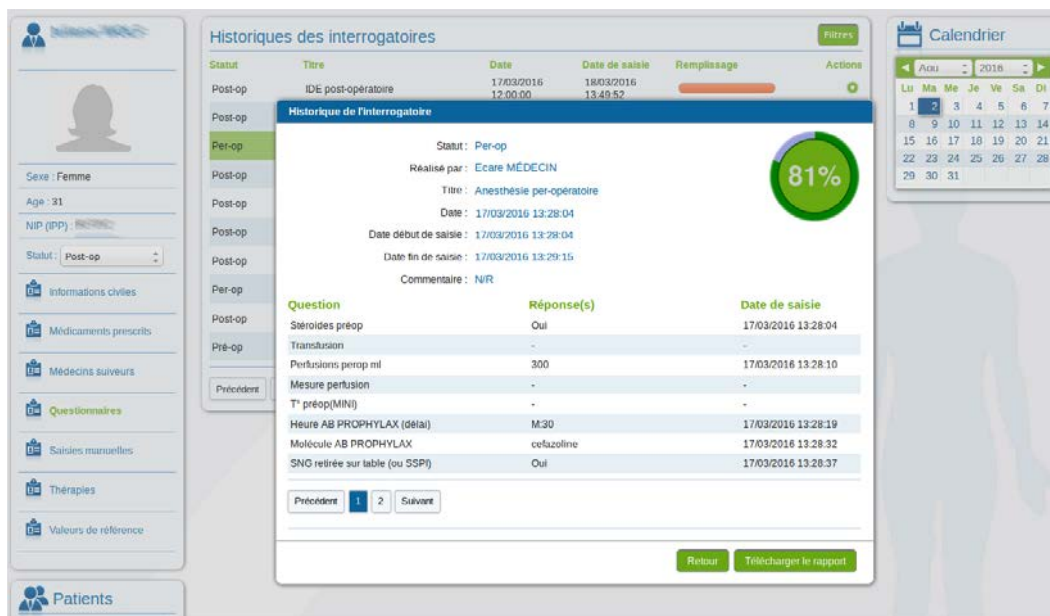 Historiques des interrogatoires
Filtres
Calendrier
Statut Titre Date Date de saisie Remplissage Actions
Post-op IDE post-opératoire 17/03/2016 12:00:00 18/03/2016 13:49:52
Aou 2016
Lu Ma Me Je Ve Sa Di
1 2 3 4 5 6 7
8 9 10 11 12 13 14
15 16 17 18 19 20 21
22 23 24 25 26 27 28
29 30 31
Sexe : Femme
Age : 31
NIP (IPP) :
Statut : Post-op
Informations civiles
Médicaments prescrits
Médecins suiveurs
Questionnaires
Saisies manuelles
Thérapies
Valeurs de référence
Patients
Post-op
Per-op
Post-op
Post-op
Post-op
Post-op
Per-op
Post-op
Pré-op
Précédent
Historique de l'interrogatoire
Statut : Per-op
Réalisé par : Ecare MÉDECIN
Titre : Anesthésie per-opératoire
Date : 17/03/2016 13:28:04
Date début de saisie : 17/03/2016 13:28:04
Date fin de saisie : 17/03/2016 13:29:15
Commentaire : N/R
81%
Question Réponse(s) Date de saisie
Stéroides préop Oui 17/03/2016 13:28:04
Transfusion - -
Perfusions perop ml 300 17/03/2016 13:28:10
Mesure perfusion - -
T° préop(MINI) - -
Heure AB PROPHYLAX (délai) M:30 17/03/2016 13:28:19
Molécule AB PROPHYLAX cefazoline 17/03/2016 13:28:32
SNG retirée sur table (ou SSPI) Oui 17/03/2016 13:28:37
Précédent 1 2 Suivant
Retour Télécharger le rapport